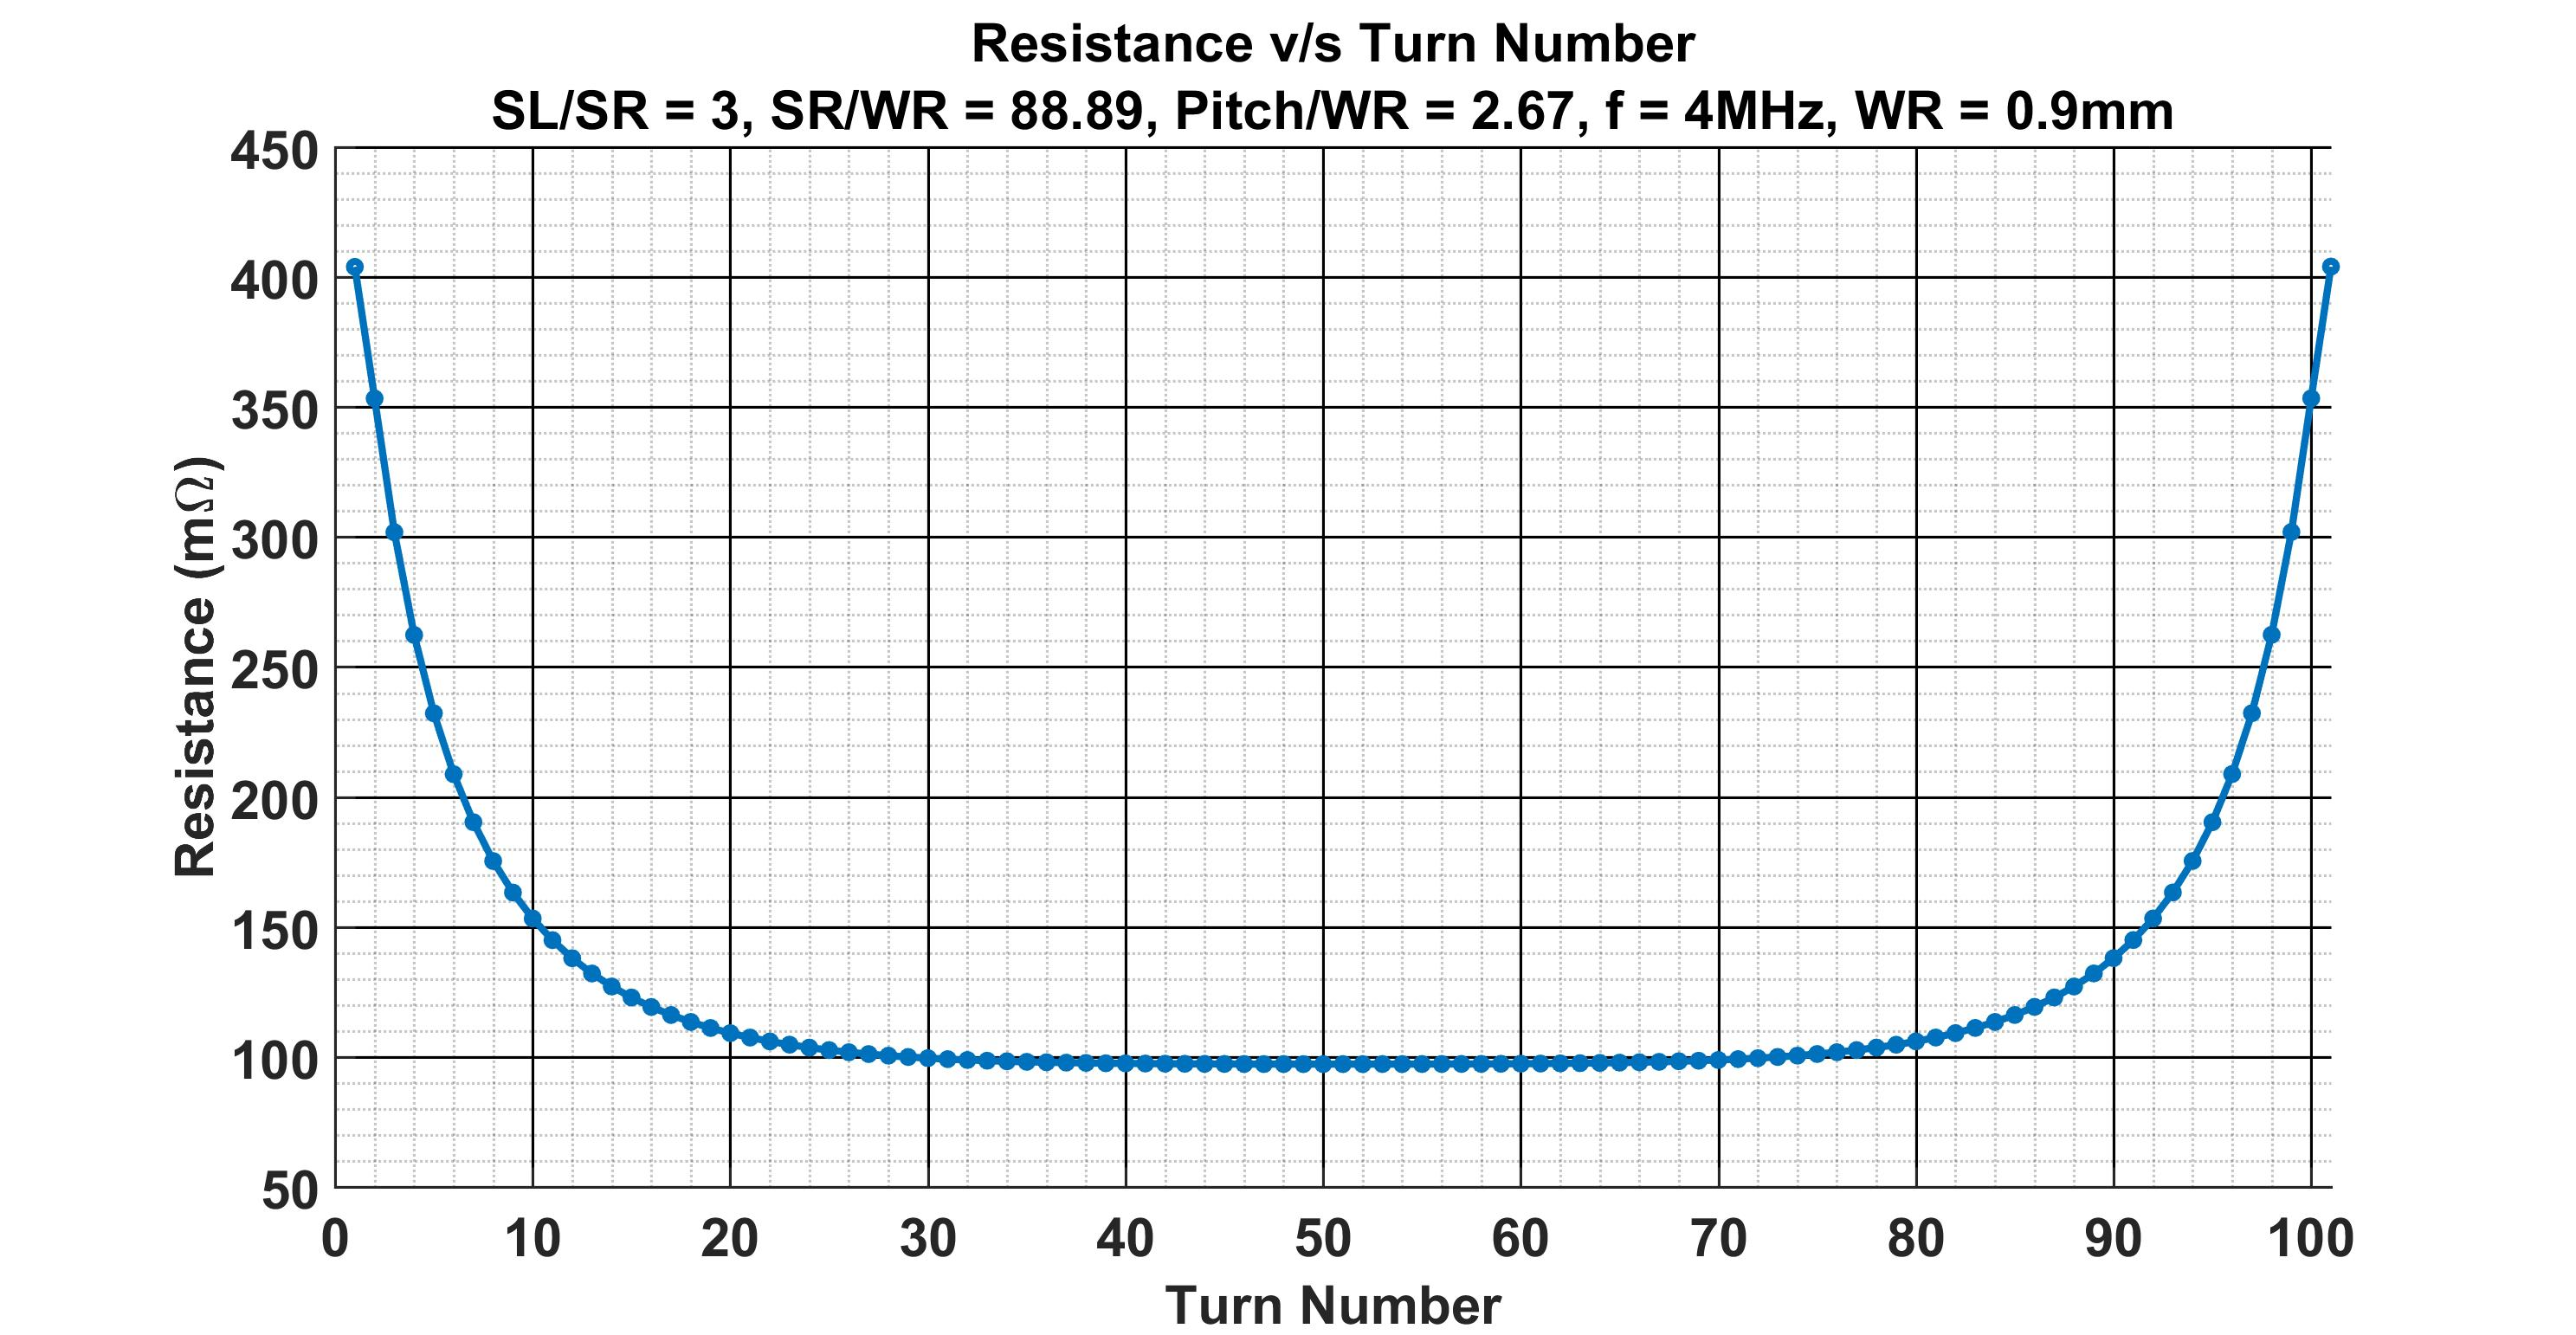 Resistance v/s Turn Number
SL/SR = 3, SR/WR = 88.89, Pitch/WR = 2.67, f = 4MHz, WR = 0.9mm
Resistance (mΩ)
450
400
350
300
250
200
150
100
50
0 10 20 30 40 50 60 70 80 90 100
Turn Number